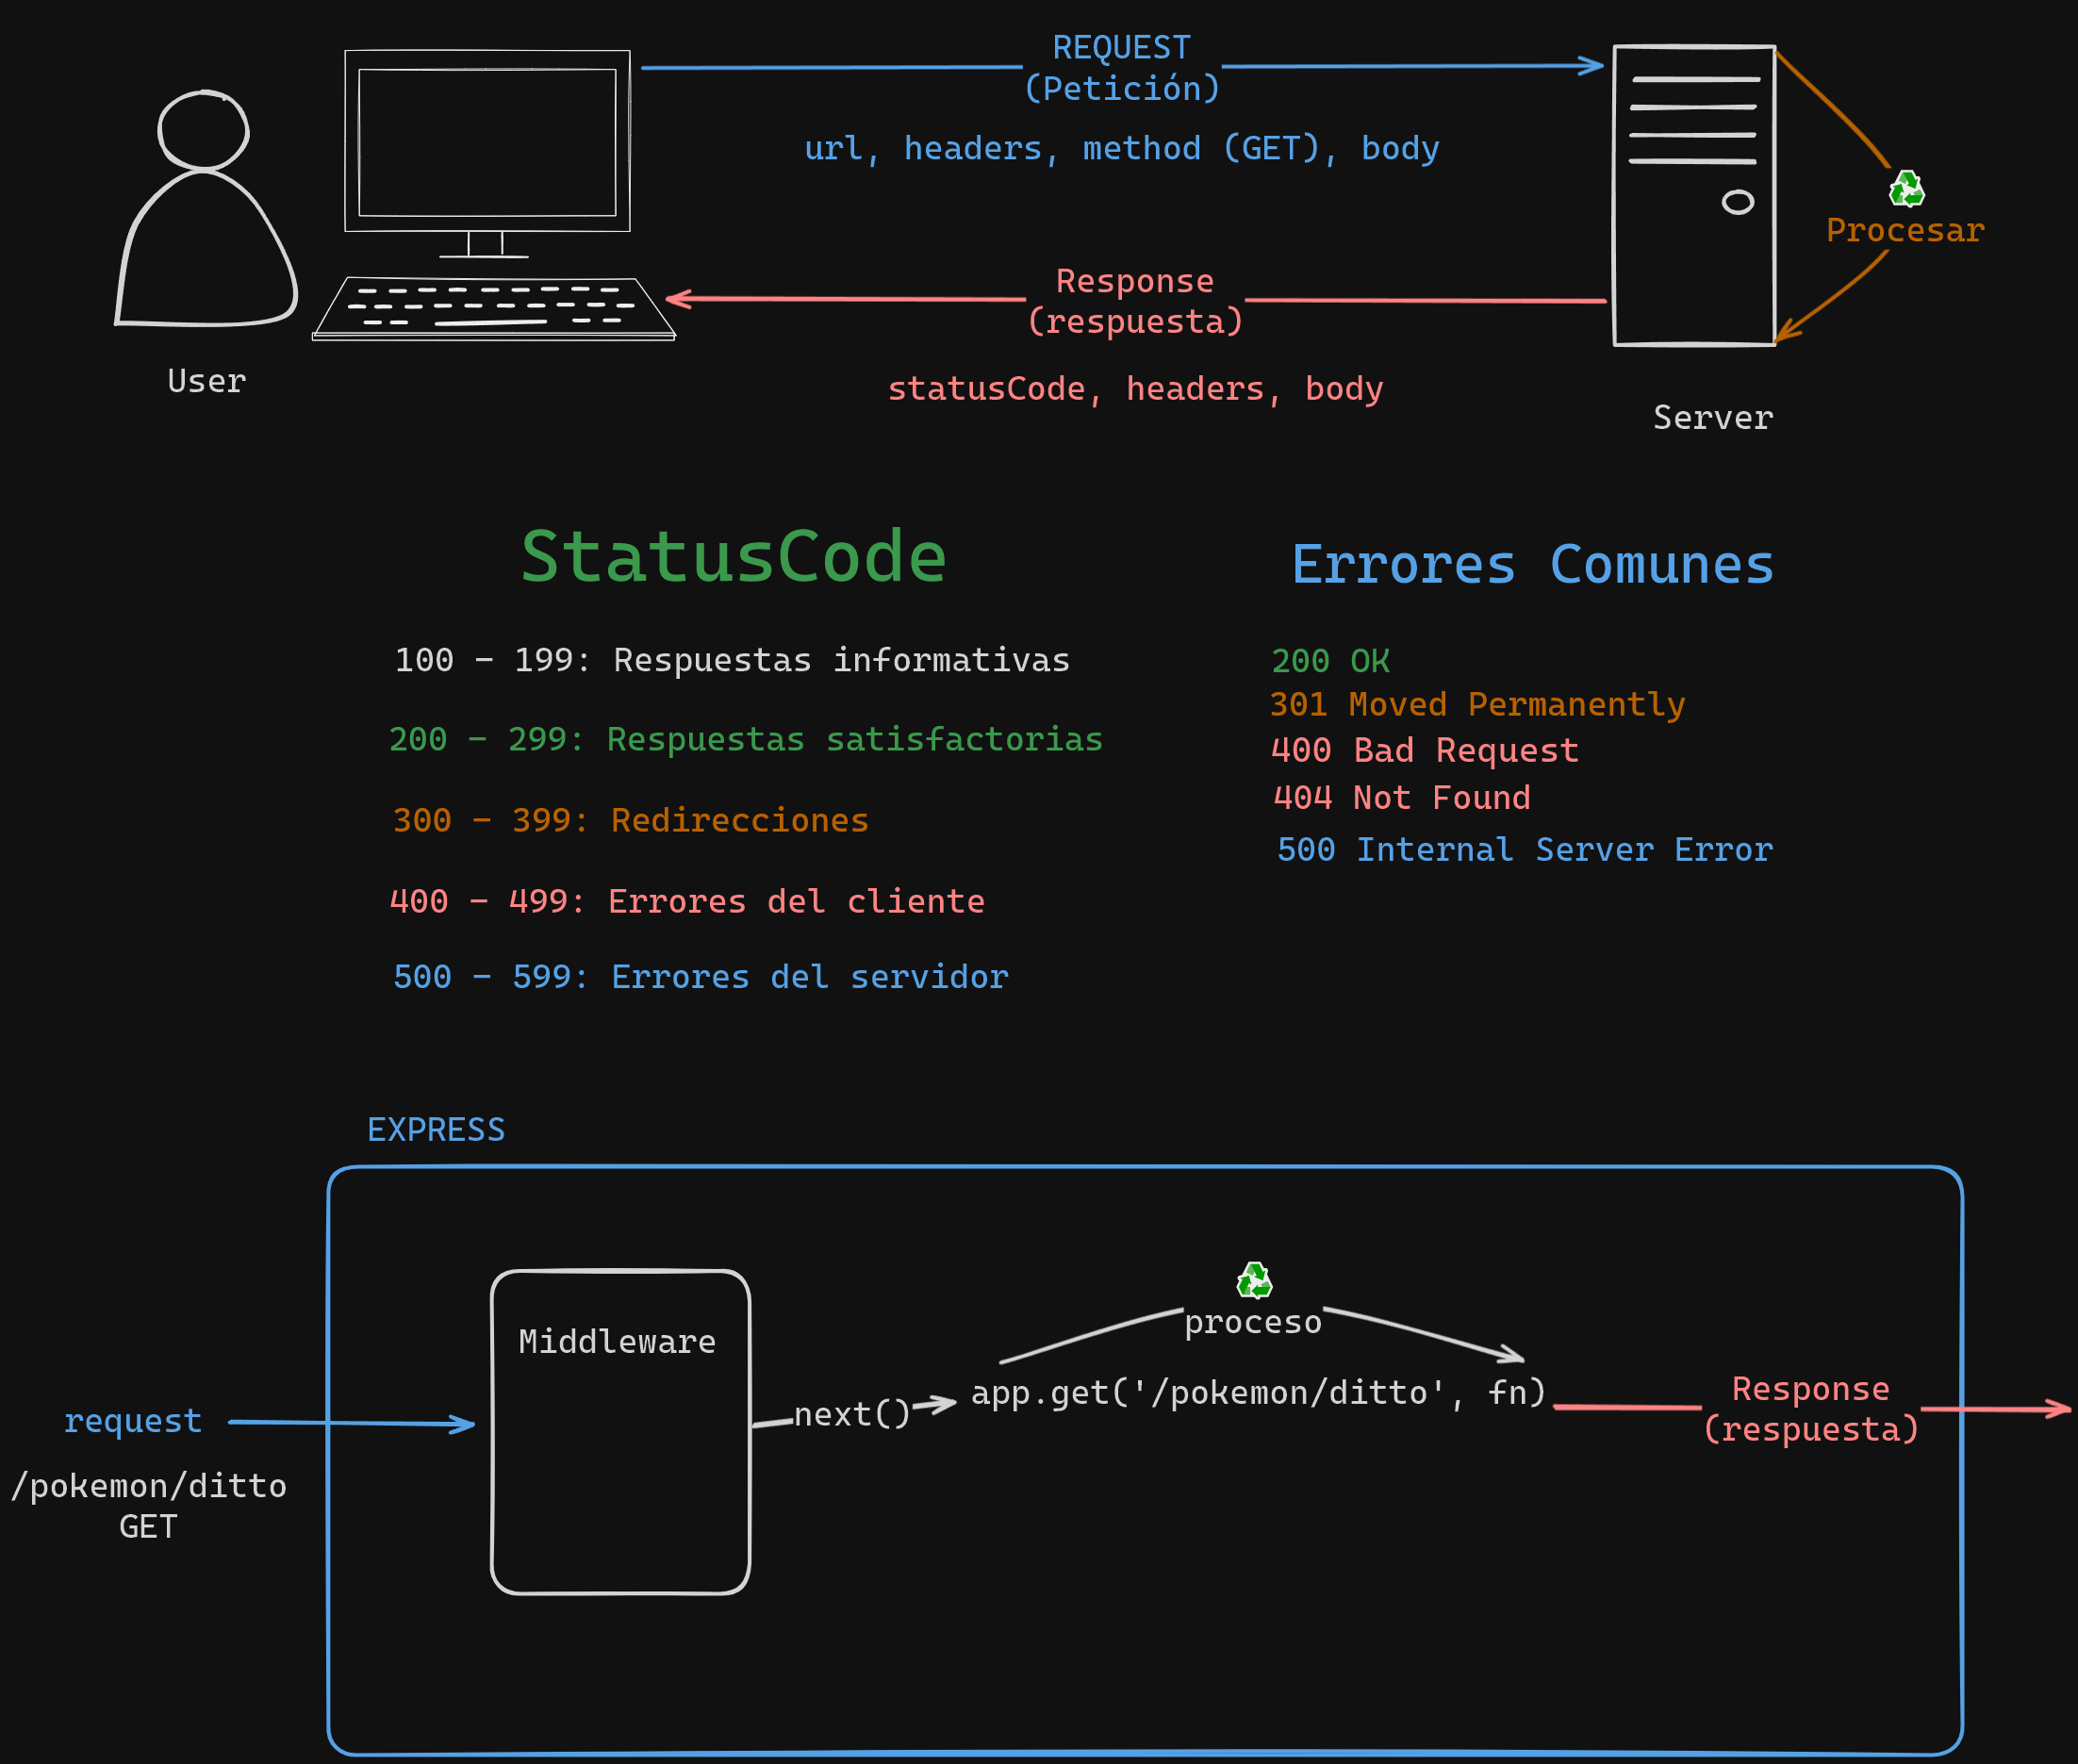 REQUEST
(Petición)
url, headers, method (GET), body
Procesar
Response
(respuesta)
statusCode, headers, body
User
Server
StatusCode
100 - 199: Respuestas informativas
200 - 299: Respuestas satisfactorias
300 - 399: Redirecciones
400 - 499: Errores del cliente
500 - 599: Errores del servidor
Errores Comunes
200 OK
301 Moved Permanently
400 Bad Request
404 Not Found
500 Internal Server Error
EXPRESS
request
/pokemon/ditto
GET
Middleware
next()
proceso
app.get('/pokemon/ditto', fn)
Response
(respuesta)